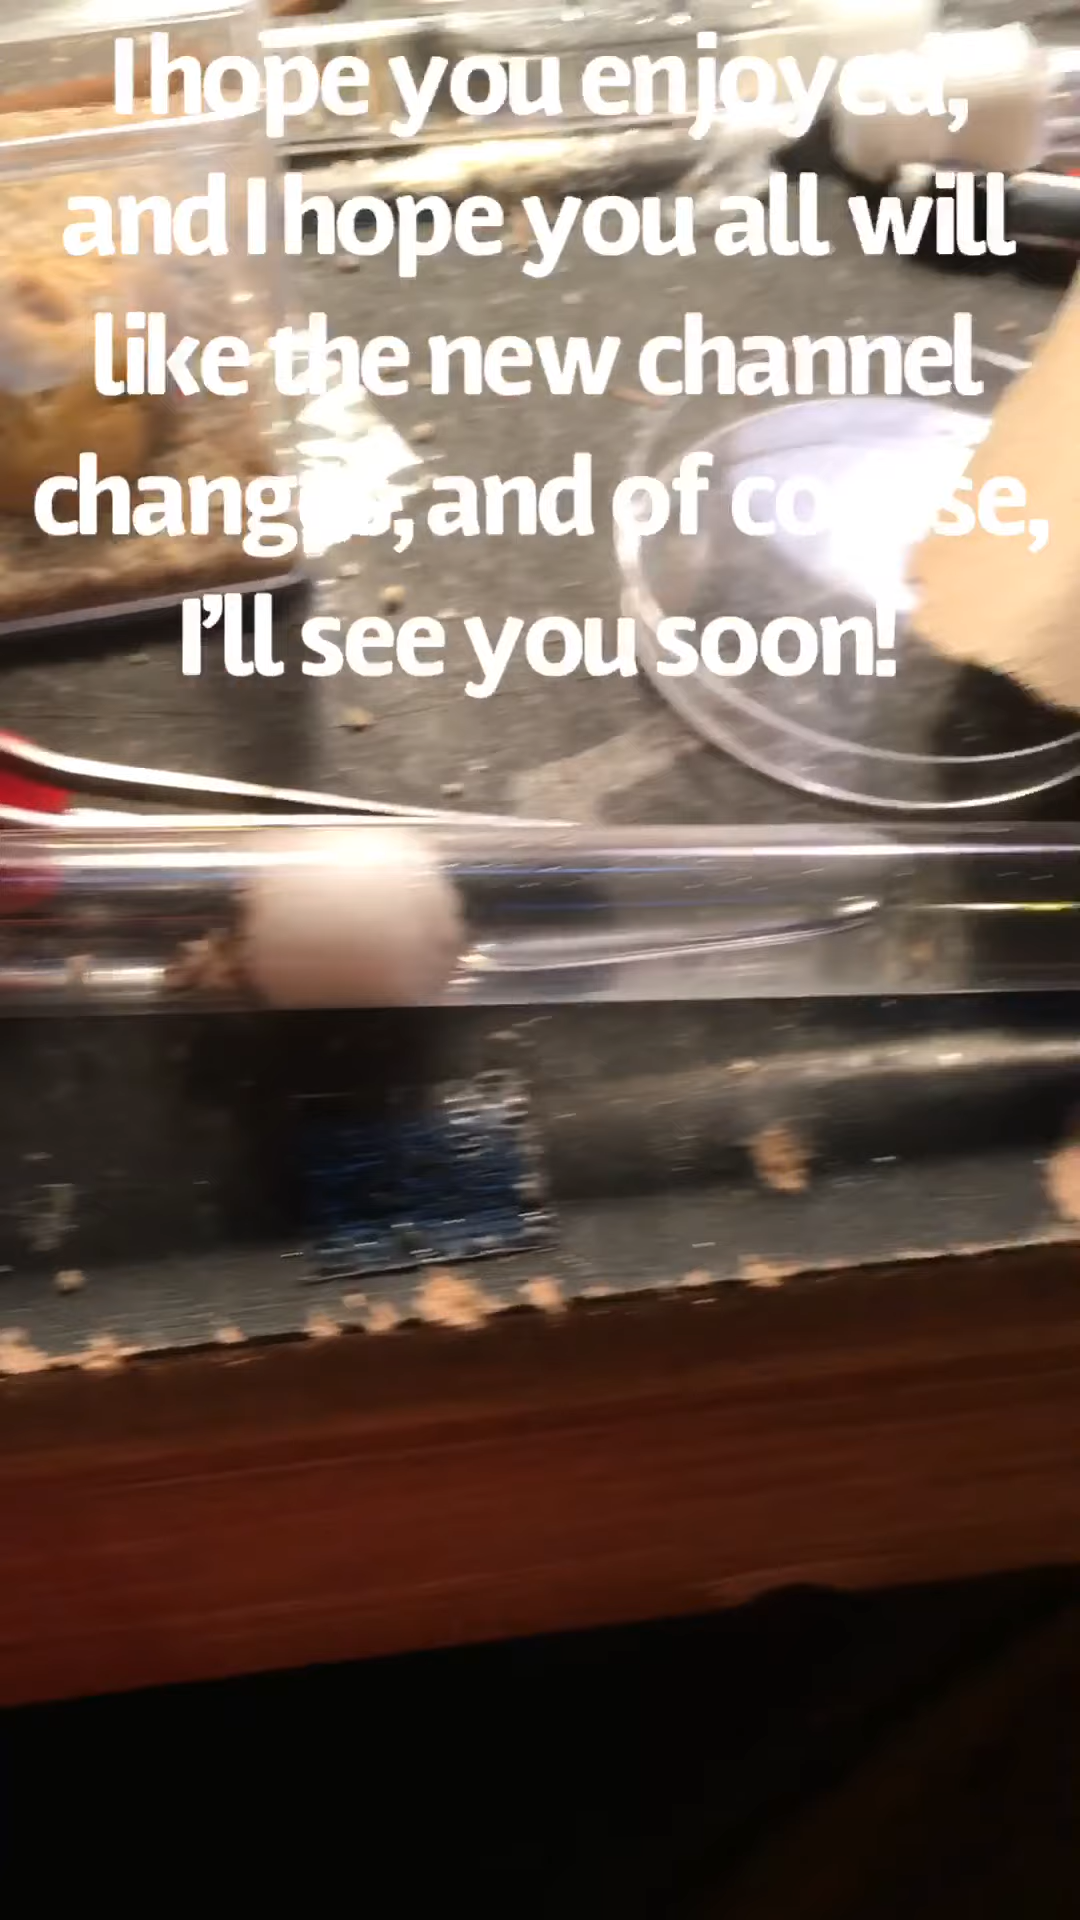 I hope you enjoyed,
and I hope you all will
like the new channel
changes, and of course,
I'll see you soon!